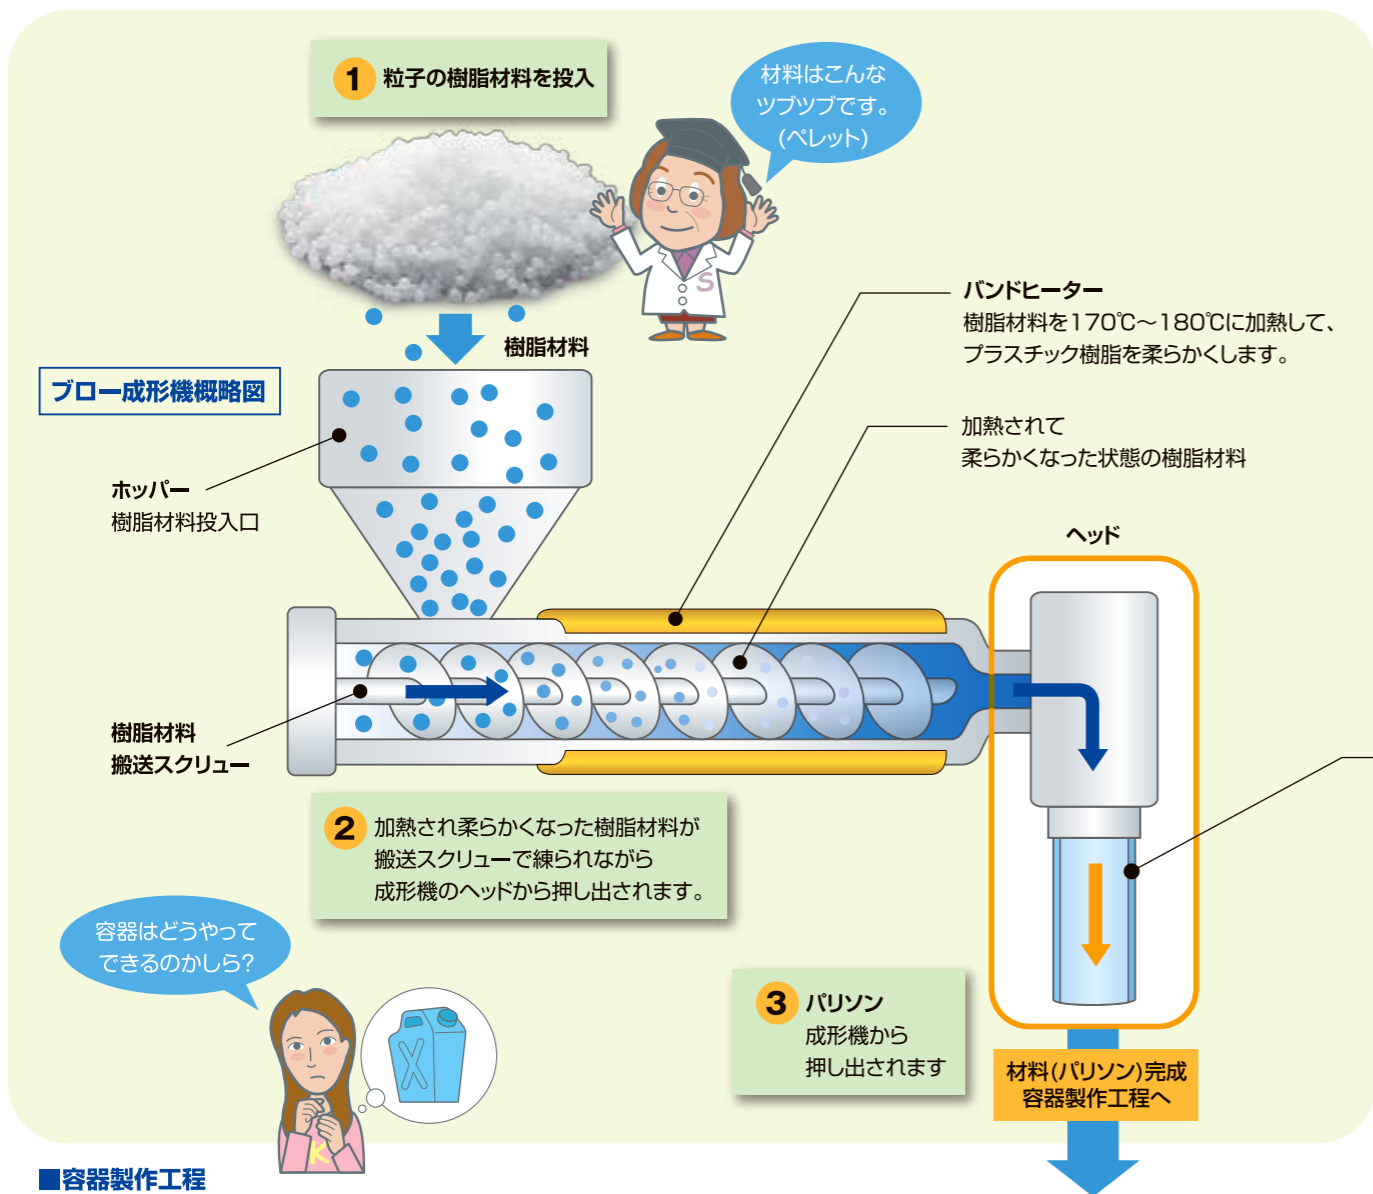 1 粒子の樹脂材料を投入
材料はこんな
ツブツブです。
(ペレット)
S
樹脂材料
ブロー成形機概略図
バンドヒーター
樹脂材料を170℃〜180℃に加熱して、
プラスチック樹脂を柔らかくします。
加熱されて
柔らかくなった状態の樹脂材料
ホッパー
樹脂材料投入口
ヘッド
樹脂材料
搬送スクリュー
2 加熱され柔らかくなった樹脂材料が
搬送スクリューで練られながら
成形機のヘッドから押し出されます。
容器はどうやって
できるのかしら?
K
3 パリソン
成形機から
押し出されます
材料(パリソン)完成
容器製作工程へ
■容器製作工程